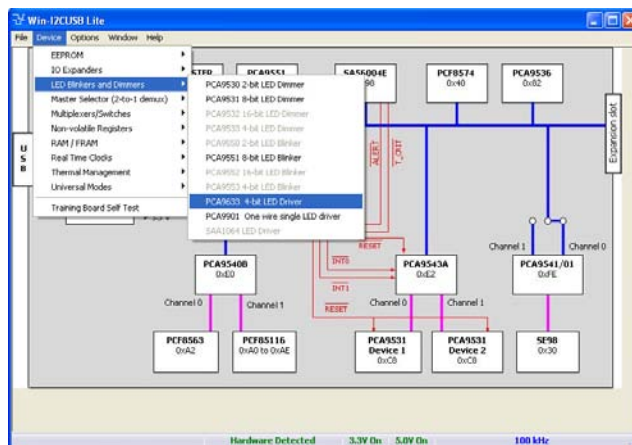 Win-I2CUSB Lite
File Device Options Window Help
EEPROM
IO Expanders
LED Blinkers and Dimmers
Master Selector (2-to-1 demux)
Multiplexers/Switches
Non-volatile Registers
RAM / FRAM
Real Time Clocks
Thermal Management
Universal Modes
Training Board Self Test
PCA9530 2-bit LED Dimmer
PCA9531 8-bit LED Dimmer
PCA9532 16-bit LED Dimmer
PCA9533 4-bit LED Dimmer
PCA9550 2-bit LED Blinker
PCA9551 8-bit LED Blinker
PCA9552 16-bit LED Blinker
PCA9553 4-bit LED Blinker
PCA9633 4-bit LED Driver
PCA9901 One wire single LED driver
SAA1064 LED Driver
PCA9551
SA56004E
PCF8574
0x40
PCA9536
0x82
Expansion slot
USB
ALERT
T_CRIT
RESET
INT0
INT1
RESET
Channel 1
Channel 0
PCA9540B
0xE0
PCA9543A
0xE2
PCA9541/01
0xFE
Channel 0
Channel 1
Channel 0
Channel 1
PCF8563
0xA2
PCF85116
0xA0 to 0xAE
PCA9531
Device 1
0xC8
PCA9531
Device 2
0xC8
SE98
0x30
Hardware Detected 3.3V On 5.0V On 100 kHz